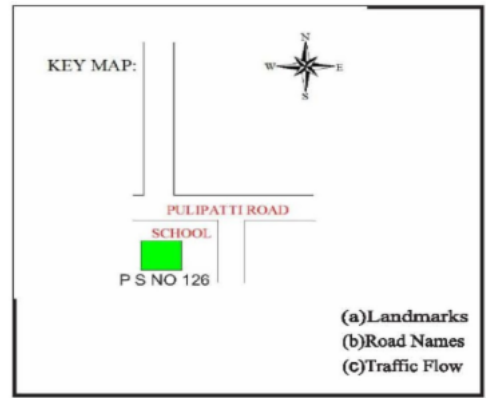 N
KEY MAP:
W E
S
PULIPATTI ROAD
SCHOOL
P S NO 126
(a)Landmarks
(b)Road Names
(c)Traffic Flow